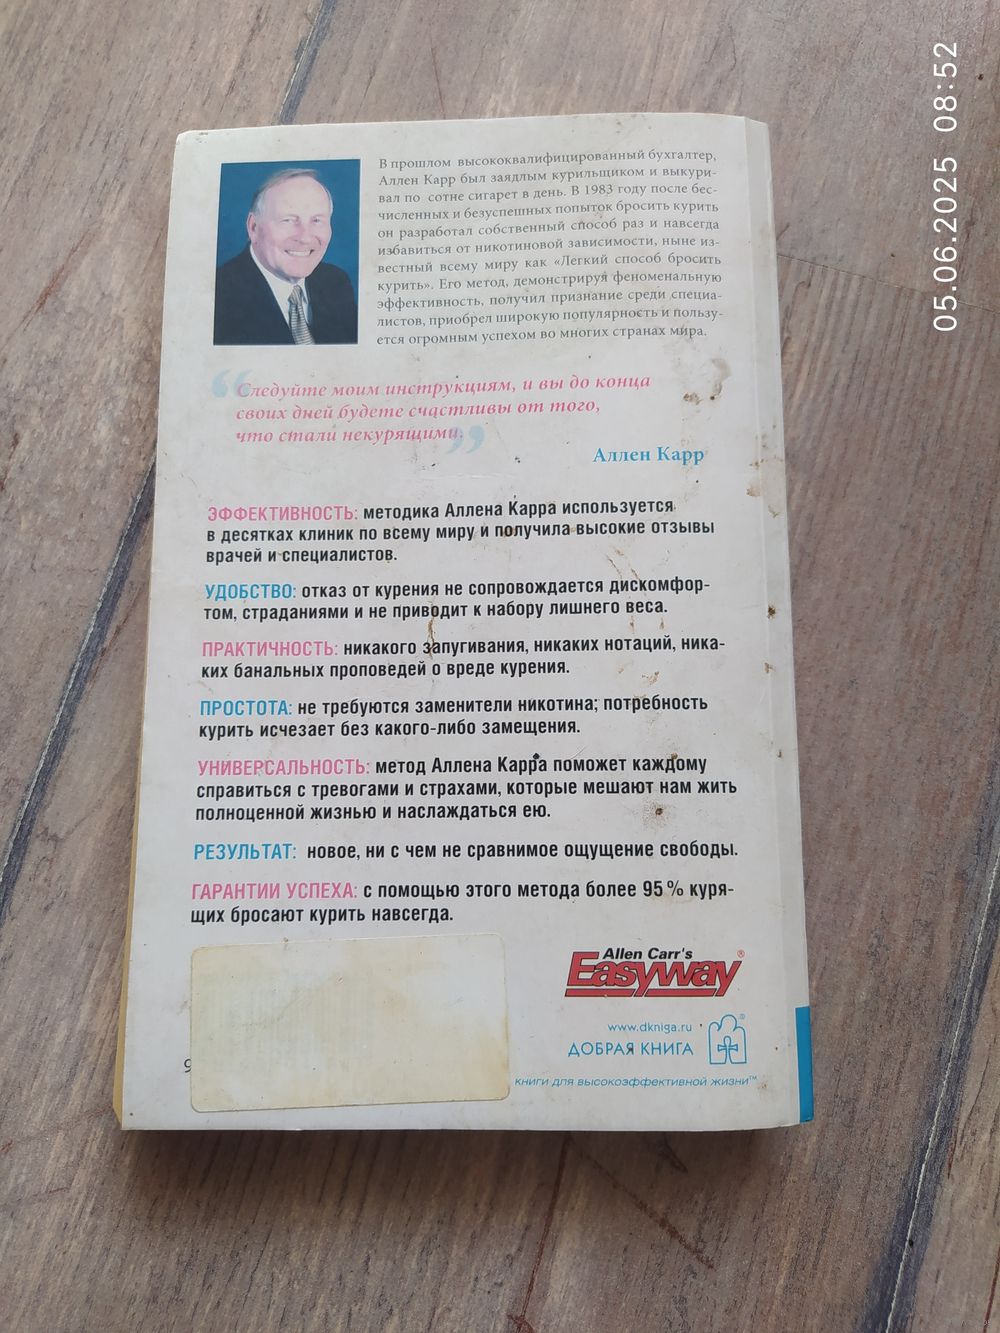 В прошлом высококвалифицированный бухгалтер,
Аллен Карр был заядлым курильщиком и выкури-
вал по сотне сигарет в день. В 1983 году после бес-
численных и безуспешных попыток бросить курить
он разработал собственный способ раз и навсегда
избавиться от никотиновой зависимости, ныне из-
вестный всему миру как «Легкий способ бросить
курить». Его метод, демонстрируя феноменальную
эффективность, получил признание среди специа-
листов, приобрел широкую популярность и пользу-
ется огромным успехом во многих странах мира.
“Следуйте моим инструкциям, и вы до конца
своих дней будете счастливы от того,
что стали некурящими.”
Аллен Карр
ЭФФЕКТИВНОСТЬ: методика Аллена Карра используется
в десятках клиник по всему миру и получила высокие отзывы
врачей и специалистов.
УДОБСТВО: отказ от курения не сопровождается дискомфор-
том, страданиями и не приводит к набору лишнего веса.
ПРАКТИЧНОСТЬ: никакого запугивания, никаких нотаций, ника-
ких банальных проповедей о вреде курения.
ПРОСТОТА: не требуются заменители никотина; потребность
курить исчезает без какого-либо замещения.
УНИВЕРСАЛЬНОСТЬ: метод Аллена Карра поможет каждому
справиться с тревогами и страхами, которые мешают нам жить
полноценной жизнью и наслаждаться ею.
РЕЗУЛЬТАТ: новое, ни с чем не сравнимое ощущение свободы.
ГАРАНТИИ УСПЕХА: с помощью этого метода более 95 % куря-
щих бросают курить навсегда.
Allen Carr's
Easyway®
www.dkniga.ru
ДОБРАЯ КНИГА
®
книги для высокоэффективной жизни™
9
05.06.2025 08:52